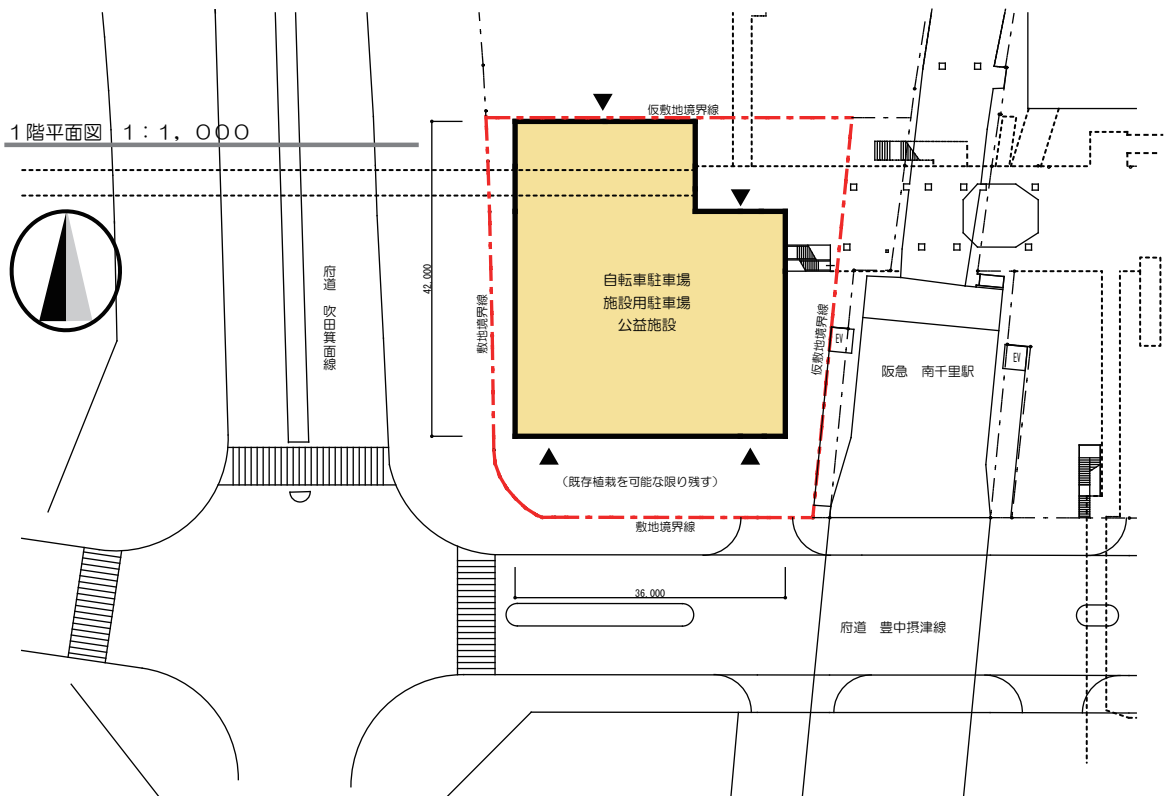 仮敷地境界線
1階平面図 1:1,000
42.000
府道 吹田箕面線
敷地境界線
自転車駐車場
施設用駐車場
公益施設
仮敷地境界線
EV
阪急 南千里駅
EV
(既存植栽を可能な限り残す)
敷地境界線
36.000
府道 豊中摂津線